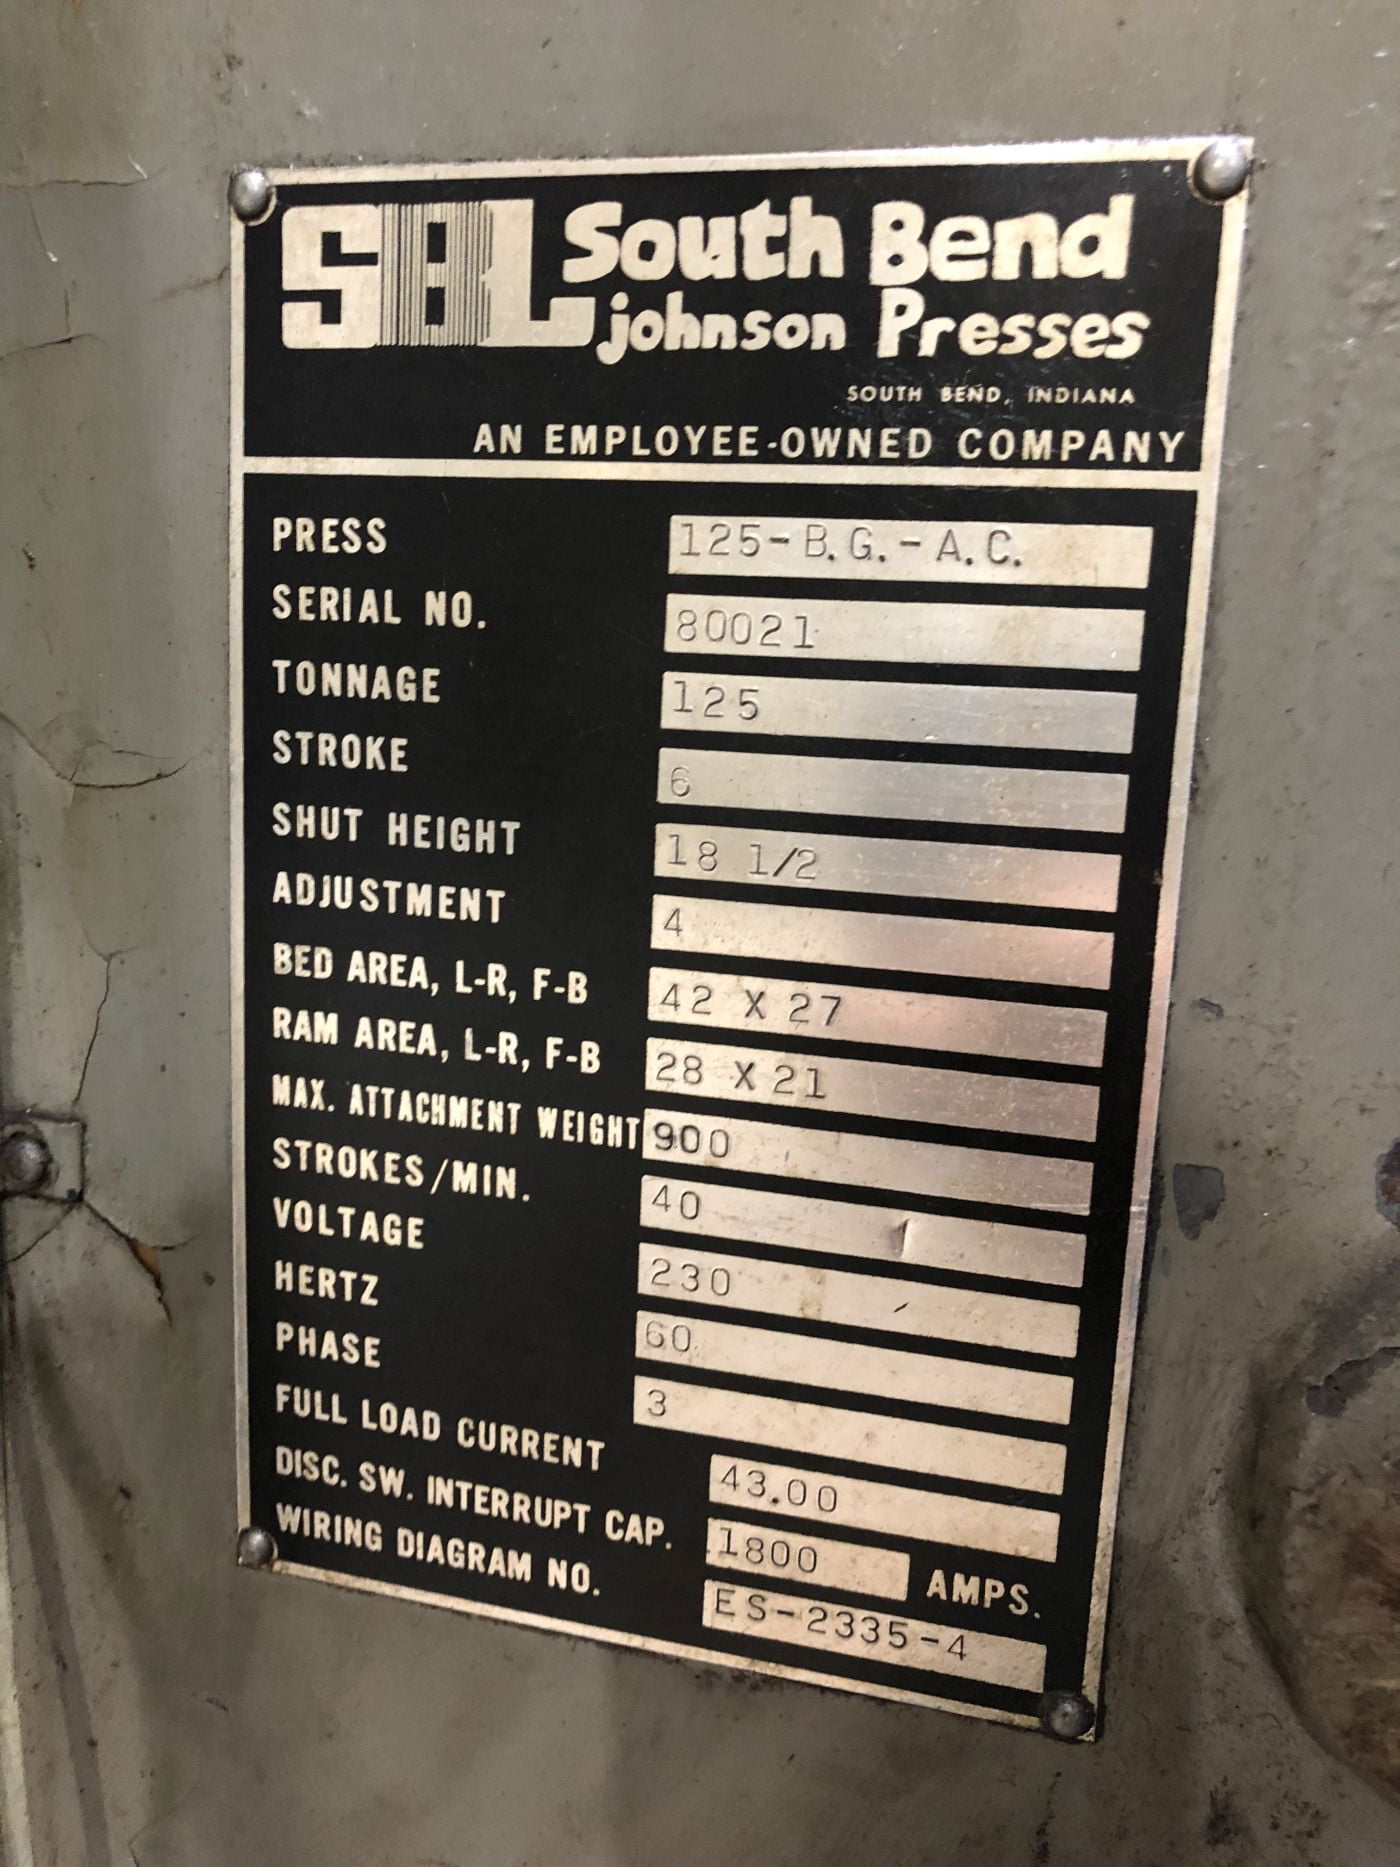 SBL South Bend
johnson Presses
SOUTH BEND, INDIANA
AN EMPLOYEE-OWNED COMPANY
PRESS 125-B.G.-A.C.
SERIAL NO. 80021
TONNAGE 125
STROKE 6
SHUT HEIGHT 18 1/2
ADJUSTMENT 4
BED AREA, L-R, F-B 42 X 27
RAM AREA, L-R, F-B 28 X 21
MAX. ATTACHMENT WEIGHT 900
STROKES/MIN. 40
VOLTAGE 230
HERTZ 60
PHASE 3
FULL LOAD CURRENT 43.00
DISC. SW. INTERRUPT CAP. 1800 AMPS.
WIRING DIAGRAM NO. ES-2335-4